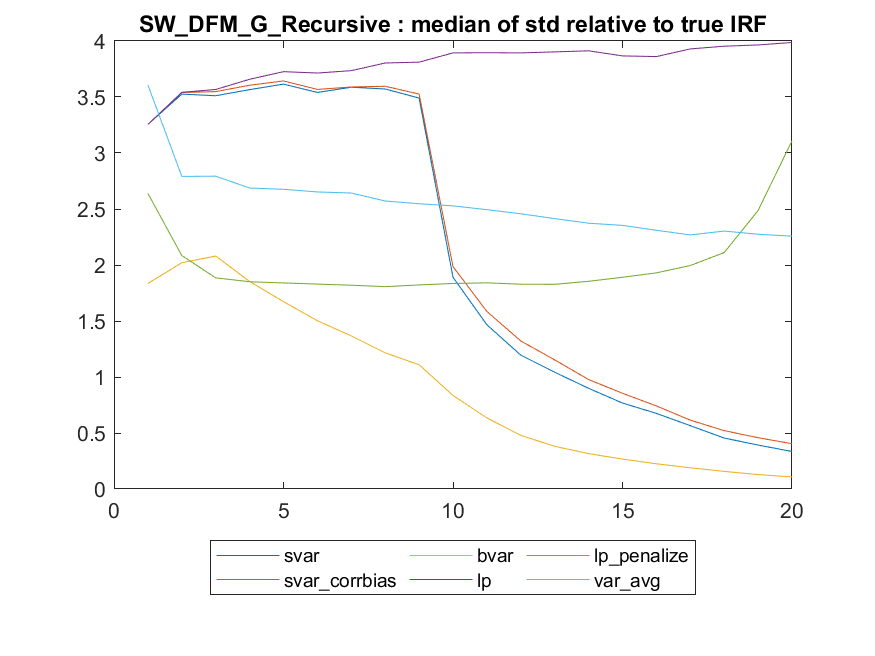 SW_DFM_G_Recursive : median of std relative to true IRF
4
3.5
3
2.5
2
1.5
1
0.5
0
0 5 10 15 20
svar bvar lp_penalize
svar_corrbias lp var_avg